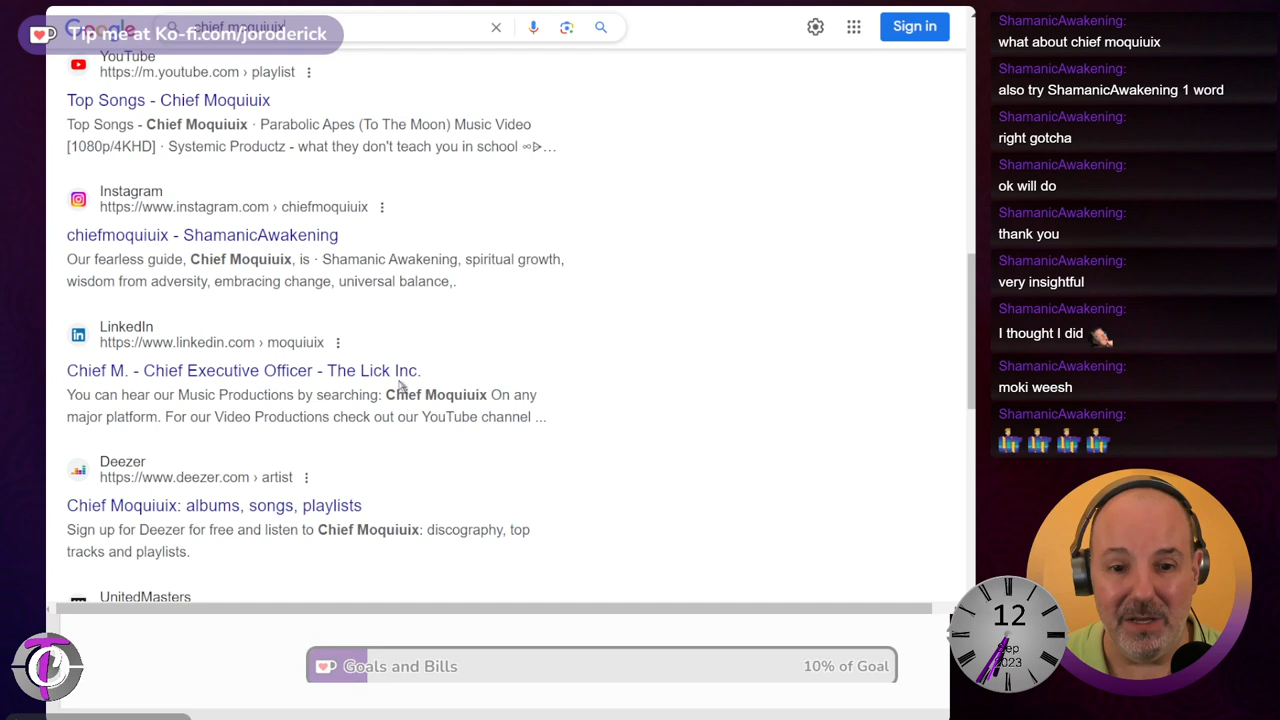 Google
chief moquiuix
Sign in
Tip me at Ko-fi.com/joroderick
YouTube
https://m.youtube.com › playlist
Top Songs - Chief Moquiuix
Top Songs - Chief Moquiuix · Parabolic Apes (To The Moon) Music Video
[1080p/4KHD] · Systemic Productz - what they don't teach you in school ∞ᐅ…
Instagram
https://www.instagram.com › chiefmoquiuix
chiefmoquiuix - ShamanicAwakening
Our fearless guide, Chief Moquiuix, is · Shamanic Awakening, spiritual growth,
wisdom from adversity, embracing change, universal balance,.
LinkedIn
https://www.linkedin.com › moquiuix
Chief M. - Chief Executive Officer - The Lick Inc.
You can hear our Music Productions by searching: Chief Moquiuix On any
major platform. For our Video Productions check out our YouTube channel ...
Deezer
https://www.deezer.com › artist
Chief Moquiuix: albums, songs, playlists
Sign up for Deezer for free and listen to Chief Moquiuix: discography, top
tracks and playlists.
UnitedMasters
Goals and Bills
10% of Goal
ShamanicAwakening:
what about chief moquiuix
ShamanicAwakening:
also try ShamanicAwakening 1 word
ShamanicAwakening:
right gotcha
ShamanicAwakening:
ok will do
ShamanicAwakening:
thank you
ShamanicAwakening:
very insightful
ShamanicAwakening:
I thought I did
ShamanicAwakening:
moki weesh
ShamanicAwakening:
12
Sep
2023